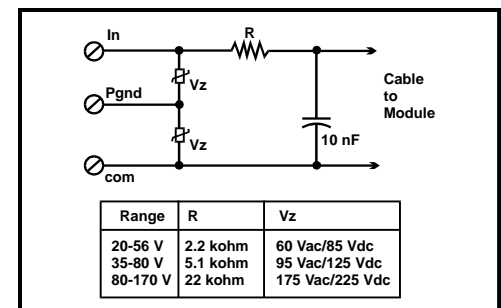 R
In
Vz
Pgnd
Cable
to
Module
Vz
10 nF
com
Range R Vz
20-56 V 2.2 kohm 60 Vac/85 Vdc
35-80 V 5.1 kohm 95 Vac/125 Vdc
80-170 V 22 kohm 175 Vac/225 Vdc